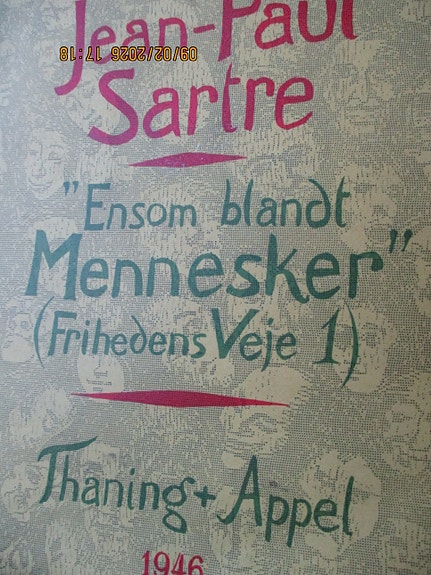 Jean-Paul
09/02/2026 17:18
Sartre
"Ensom blandt
Mennesker"
(Frihedens Veje 1)
Thaning + Appel
1946